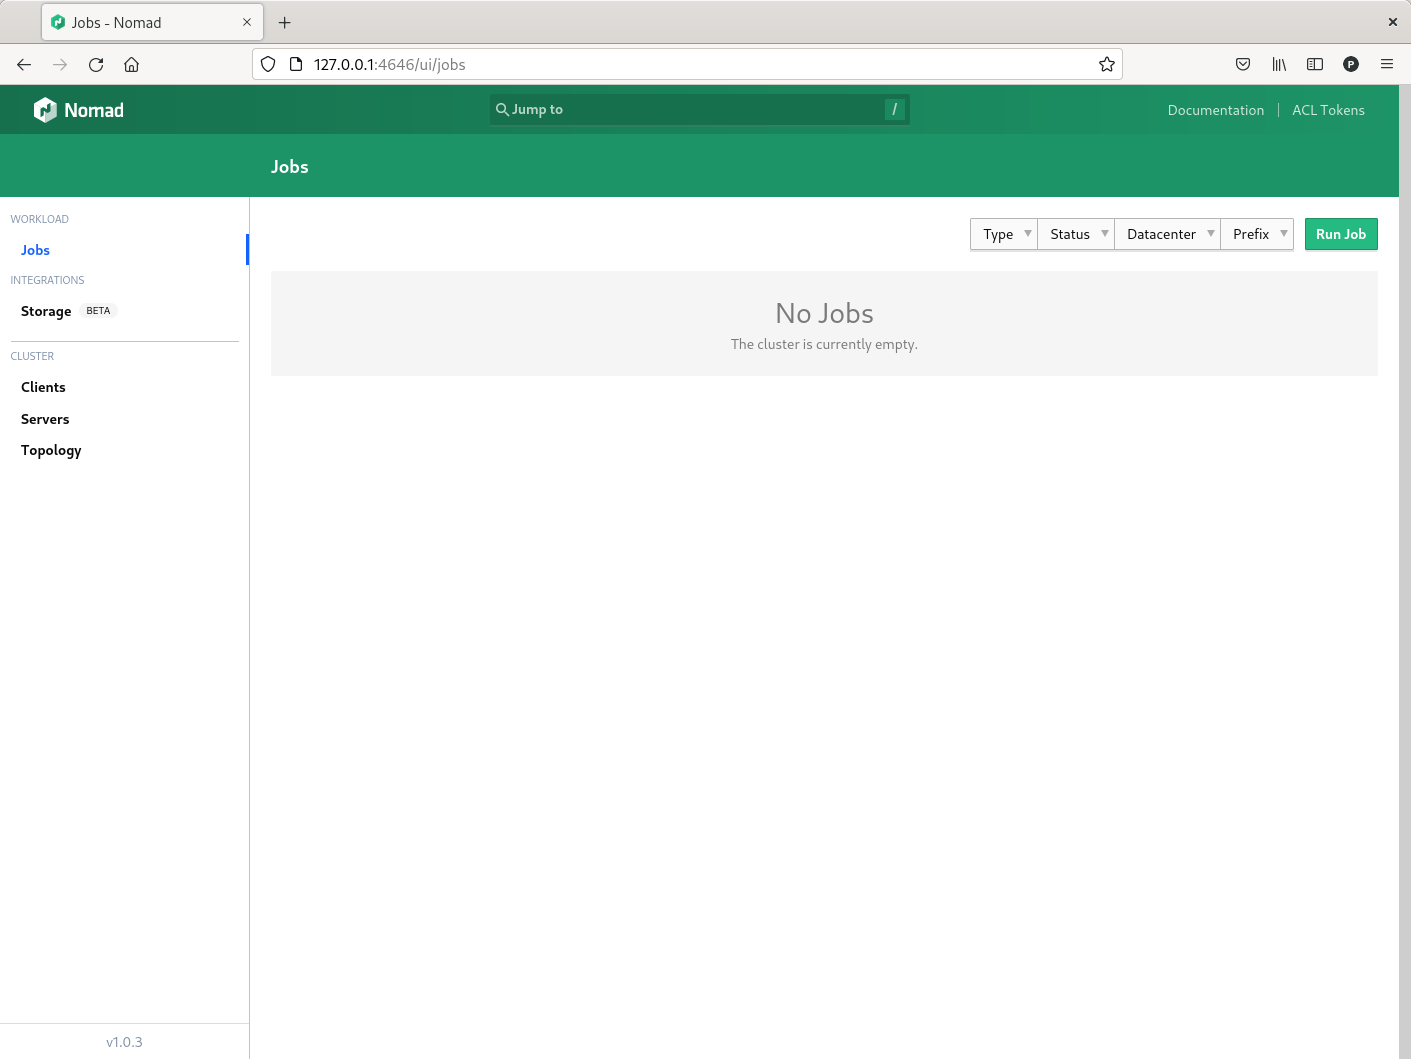 Jobs - Nomad
127.0.0.1:4646/ui/jobs
P
Nomad
Jump to
/
Documentation
ACL Tokens
Jobs
WORKLOAD
Jobs
INTEGRATIONS
Storage BETA
CLUSTER
Clients
Servers
Topology
v1.0.3
Type
Status
Datacenter
Prefix
Run Job
No Jobs
The cluster is currently empty.